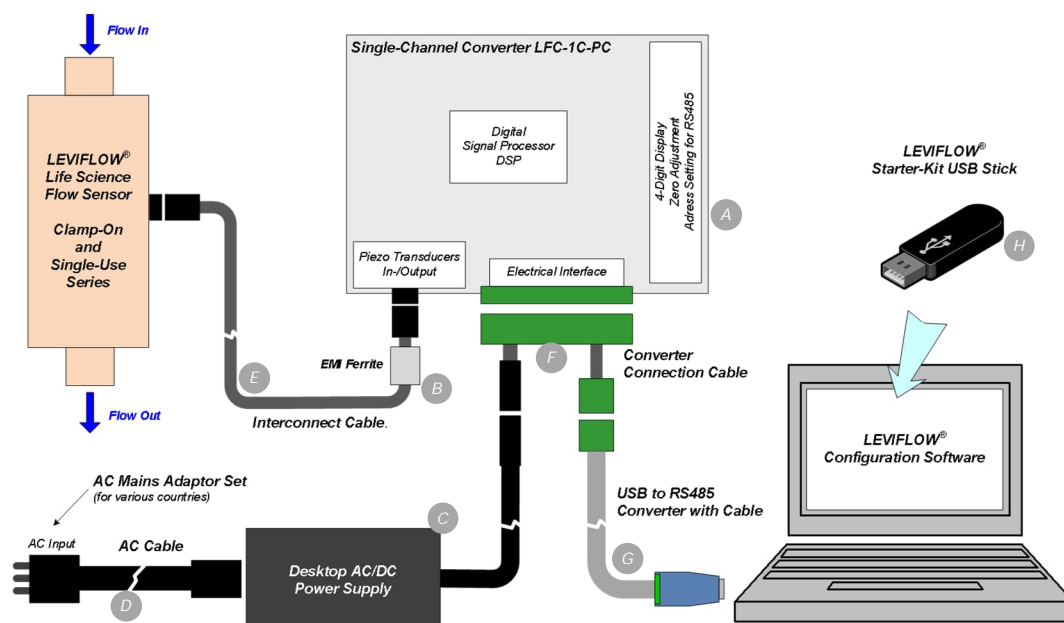 Flow In
LEVIFLOW®
Life Science
Flow Sensor
Clamp-On
and
Single-Use
Series
Flow Out
Single-Channel Converter LFC-1C-PC
Digital
Signal Processor
DSP
4-Digit Display
Zero Adjustment
Adress Setting for RS485
A
Piezo Transducers
In-/Output
Electrical Interface
EMI Ferrite
B
E
Interconnect Cable.
F
Converter
Connection Cable
LEVIFLOW®
Starter-Kit USB Stick
H
LEVIFLOW®
Configuration Software
AC Mains Adaptor Set
(for various countries)
AC Input
AC Cable
D
C
Desktop AC/DC
Power Supply
USB to RS485
Converter with Cable
G